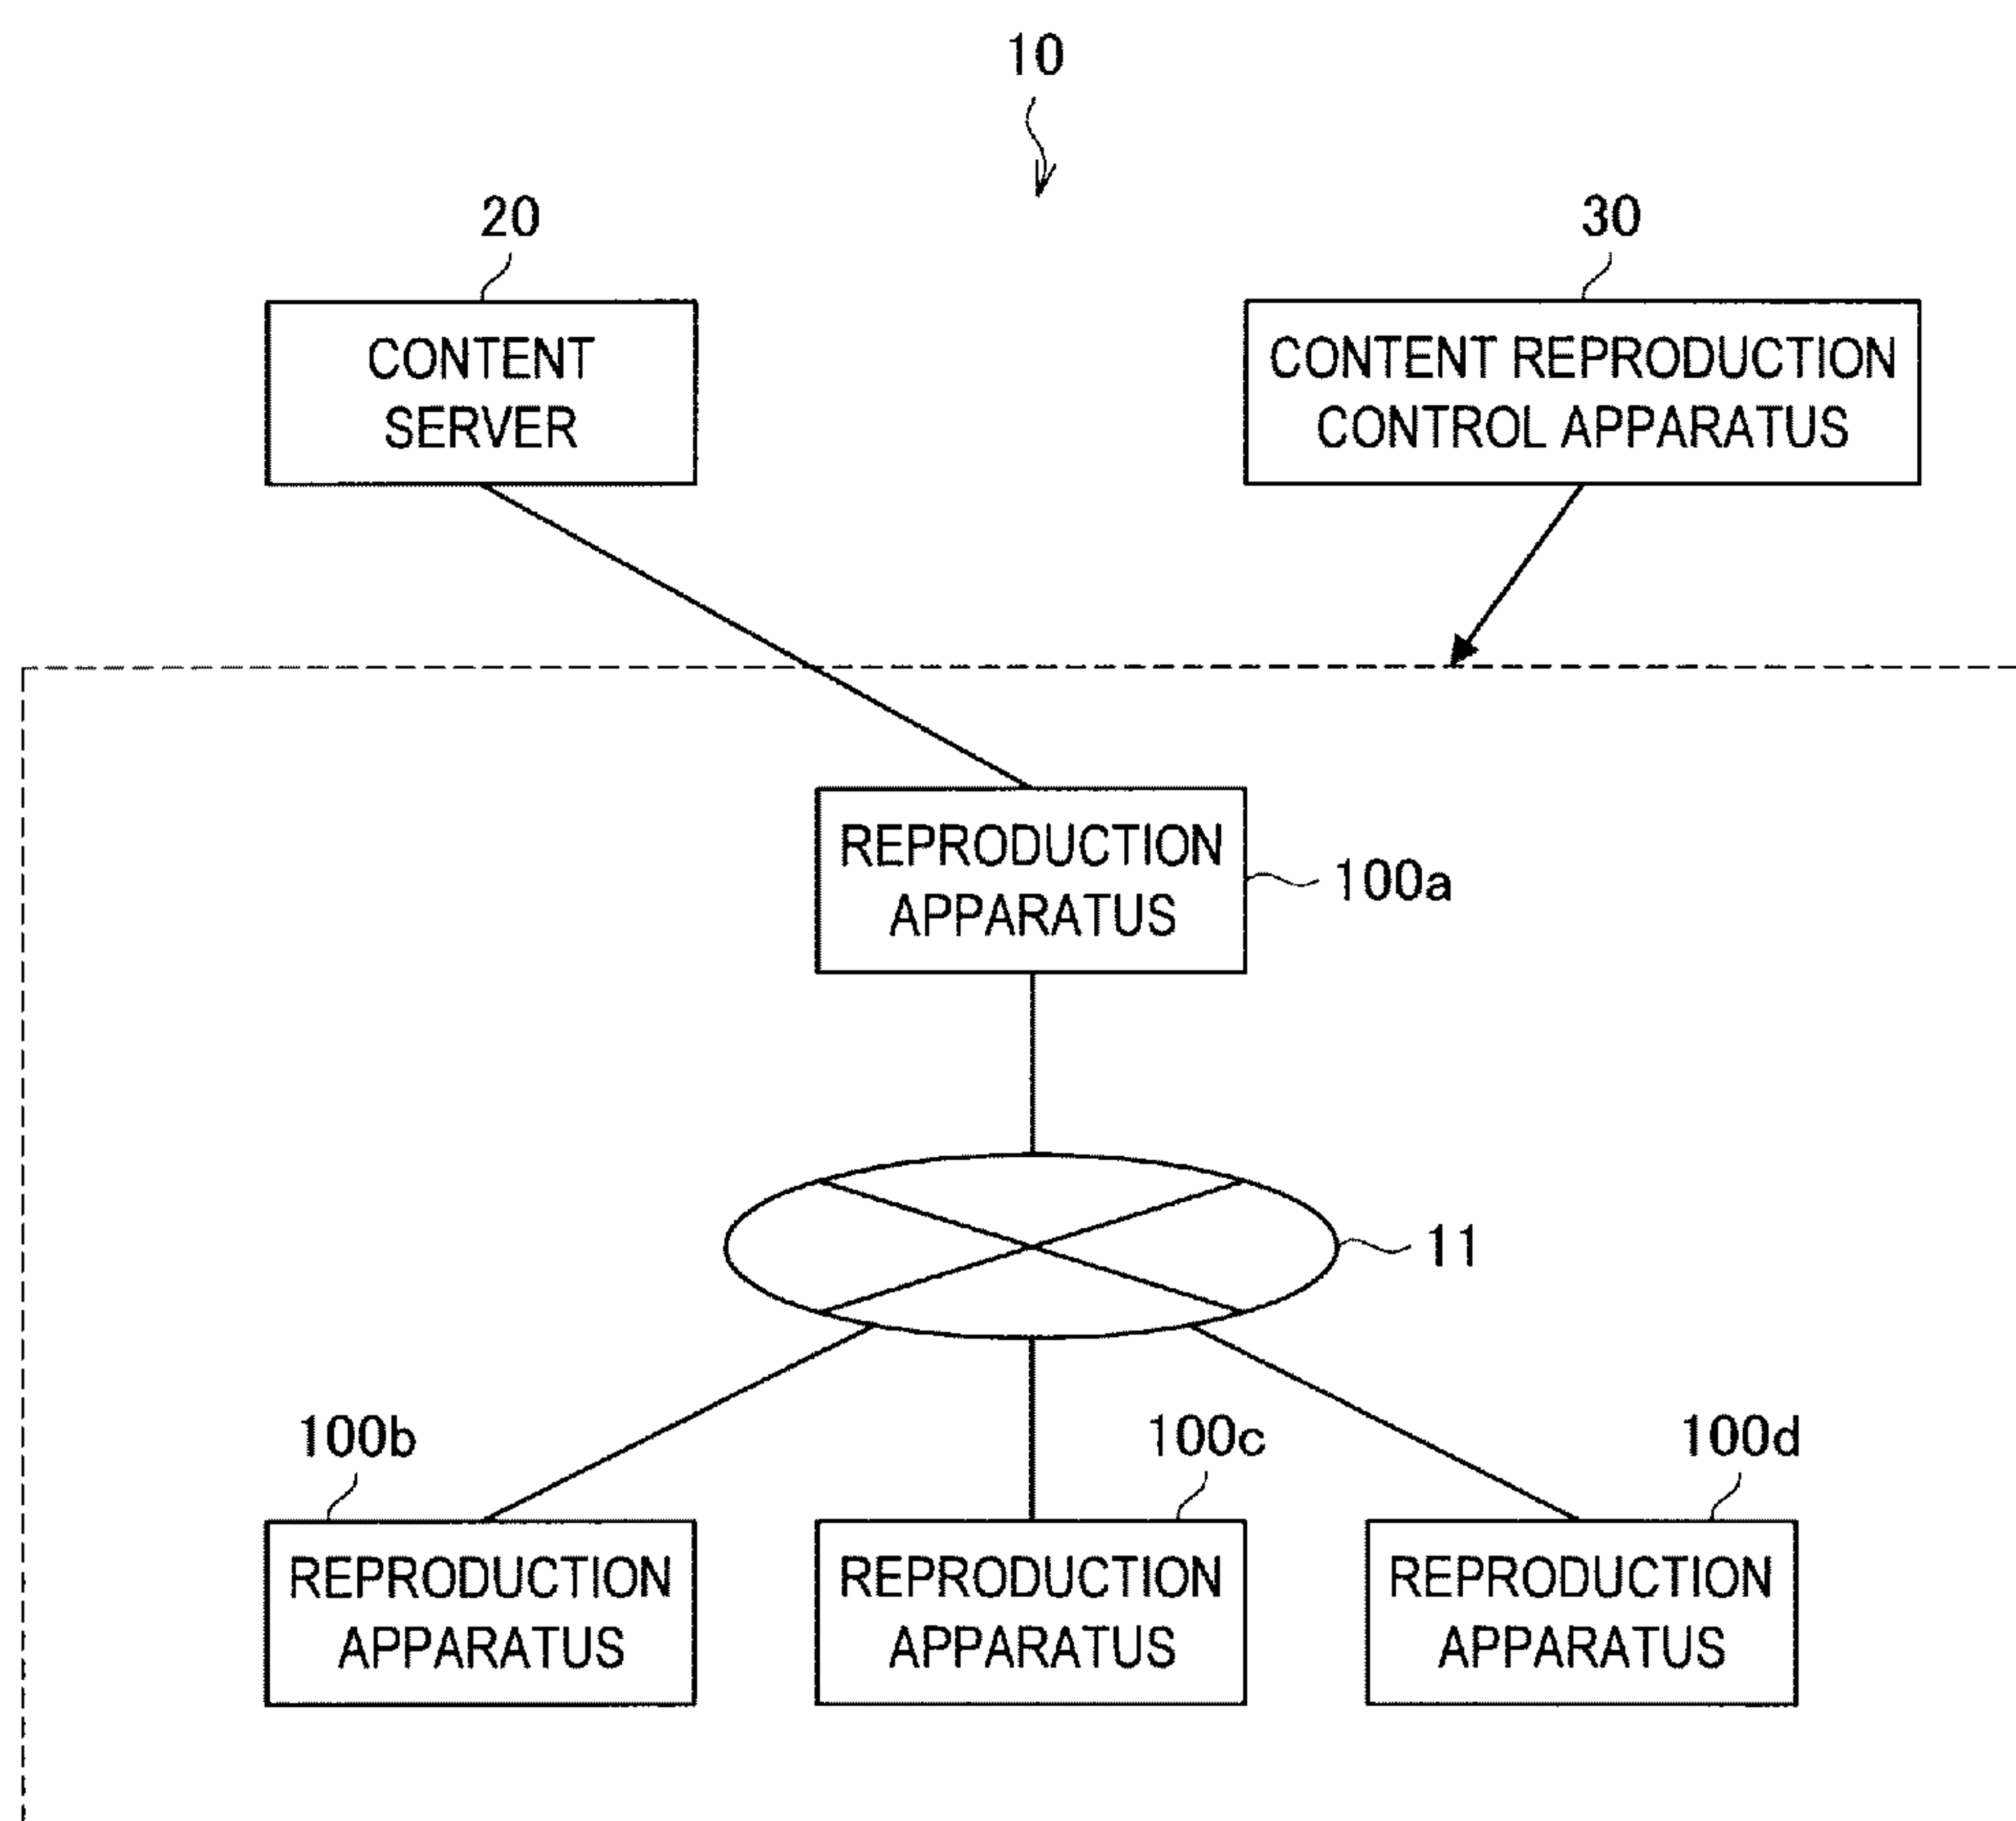 10
20
30
CONTENT
SERVER
CONTENT REPRODUCTION
CONTROL APPARATUS
REPRODUCTION
APPARATUS
100a
11
100b
100c
100d
REPRODUCTION
APPARATUS
REPRODUCTION
APPARATUS
REPRODUCTION
APPARATUS